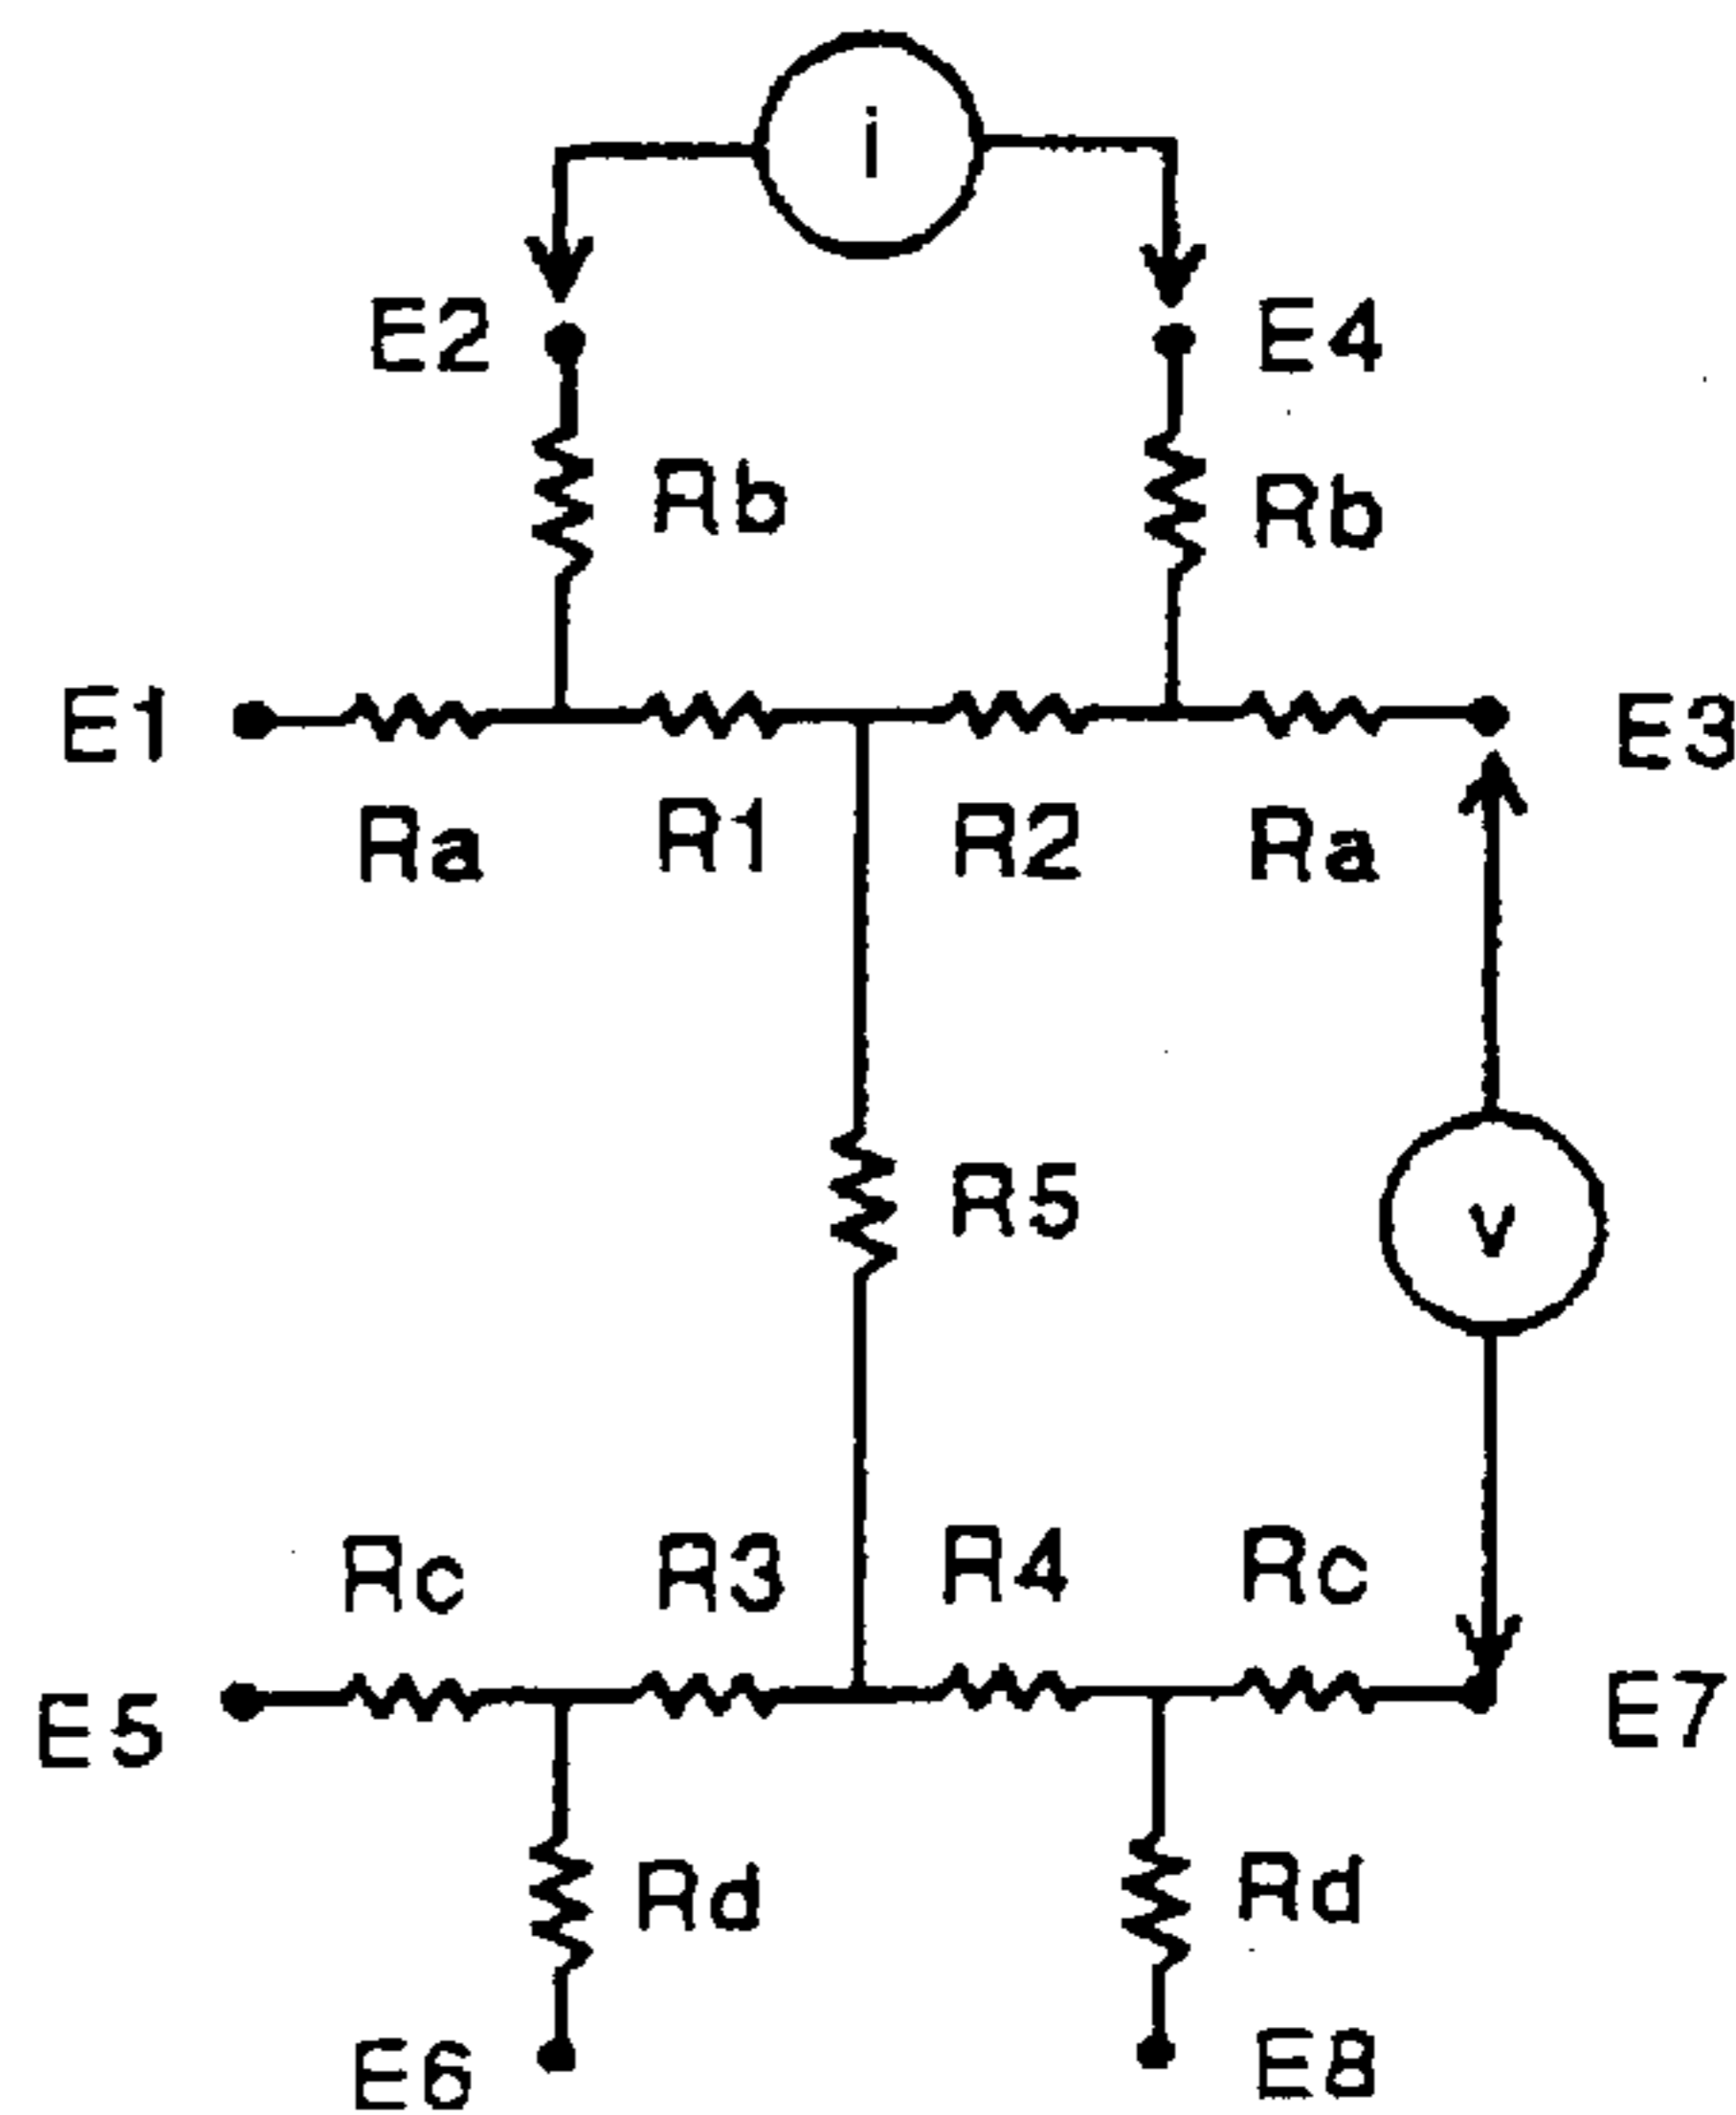 i
E2 E4
Rb Rb
E1 E3
Ra R1 R2 Ra
R5
v
Rc R3 R4 Rc
E5 E7
Rd Rd
E6 E8